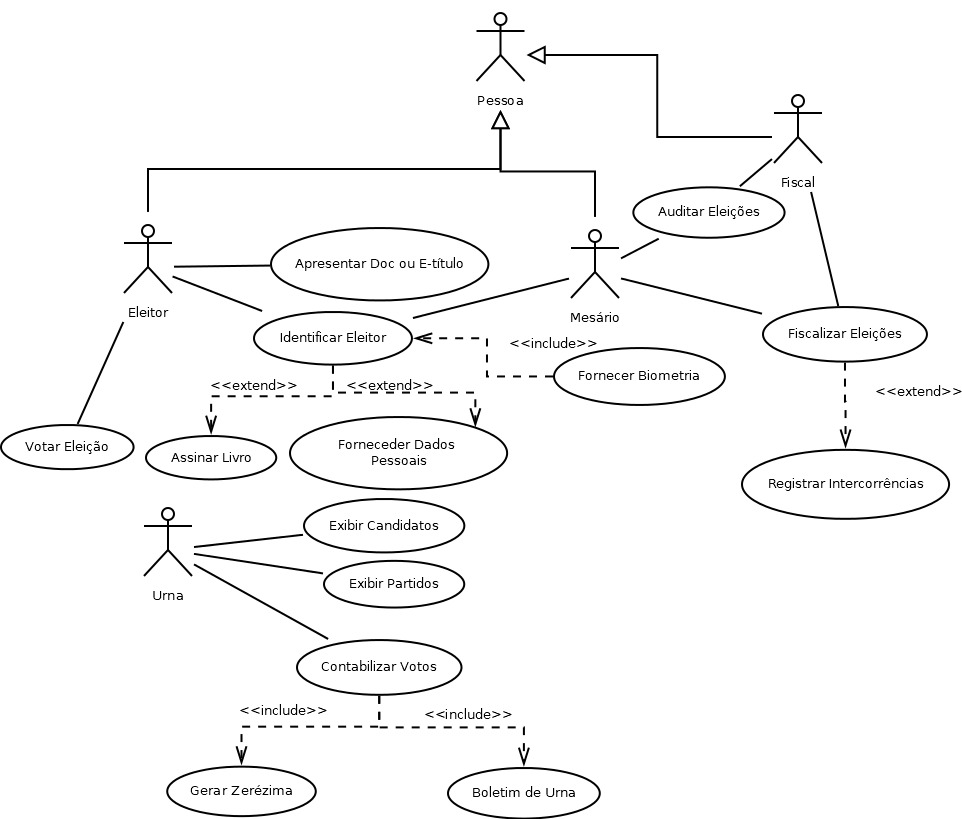 Pessoa
Fiscal
Auditar Eleições
Apresentar Doc ou E-título
Eleitor
Mesário
Identificar Eleitor
Fiscalizar Eleições
<<include>>
Fornecer Biometria
<<extend>>
<<extend>>
<<extend>>
Votar Eleição
Assinar Livro
Forneceder Dados
Pessoais
Registrar Intercorrências
Exibir Candidatos
Exibir Partidos
Urna
Contabilizar Votos
<<include>>
<<include>>
Gerar Zerézima
Boletim de Urna